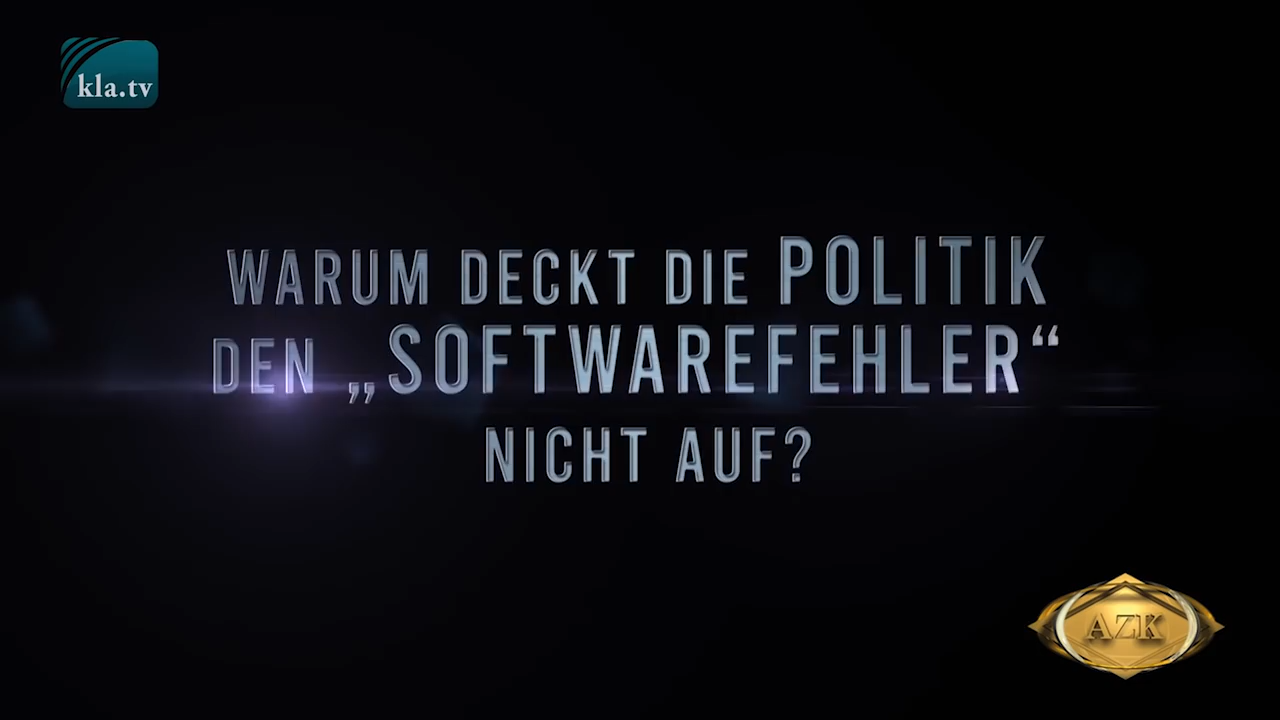 kla.tv
WARUM DECKT DIE POLITIK
DEN „SOFTWAREFEHLER“
NICHT AUF?
AZK